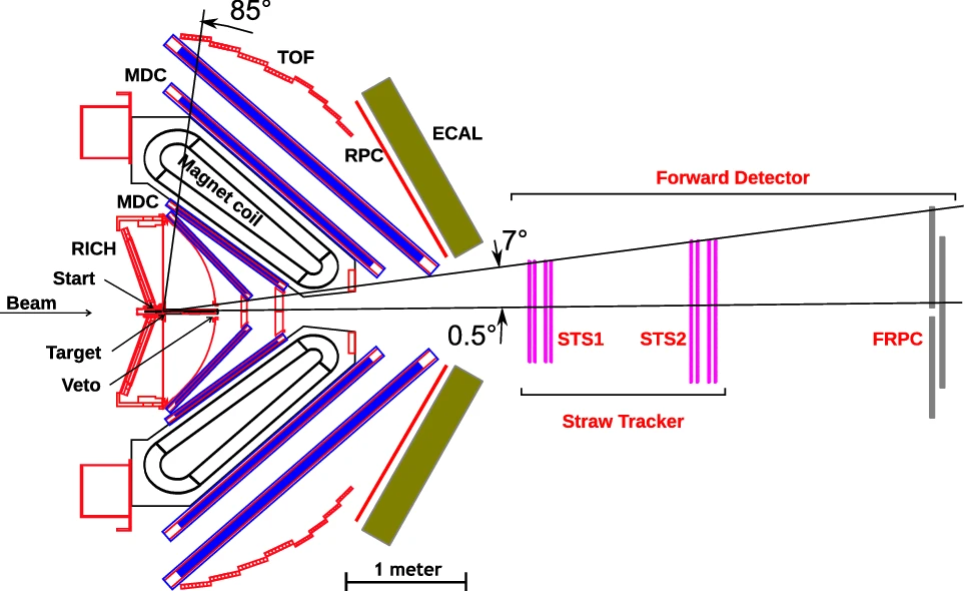 85°
TOF
MDC
ECAL
RPC
Magnet coil
Forward Detector
MDC
RICH
7°
Start
Beam
0.5°
STS1
STS2
FRPC
Target
Veto
Straw Tracker
1 meter